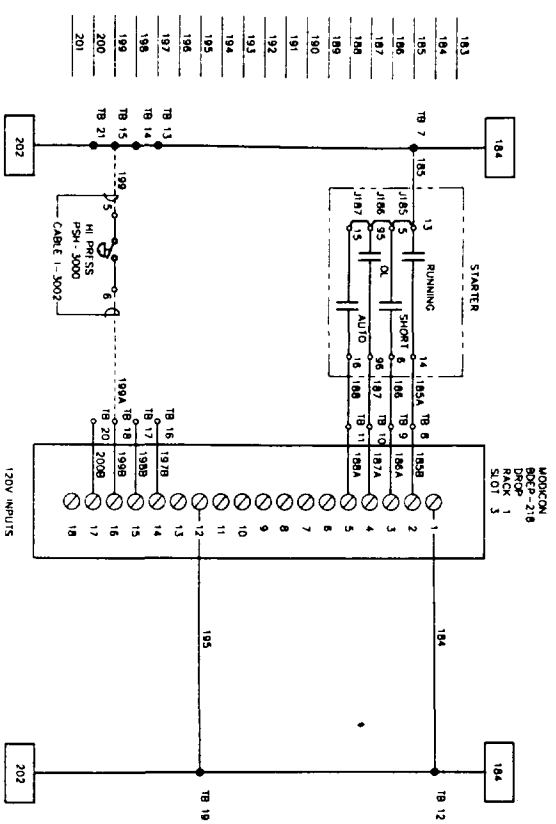 MODICON
BDEP-218
DROP
RACK 1
SLOT 3
183
184
184
184
1
184
TB 12
STARTER
185
TB 7
185
13
RUNNING
14
185A
TB 8
185B
2
186
J185
5
SHORT
6
186
TB 9
186A
3
187
J186
95
OL
96
187
TB 10
187A
4
188
J187
15
AUTO
16
188
TB 11
188A
5
189
6
190
7
191
8
192
9
193
10
194
11
195
12
195
TB 19
196
13
197
TB 13
TB 16
197B
14
198
TB 14
TB 17
198B
15
199
TB 15
199
5
6
199A
TB 18
199B
16
200
TB 21
TB 20
200B
17
201
18
HI PRESS
PSH-3000
CABLE I-3002
202
202
120V INPUTS